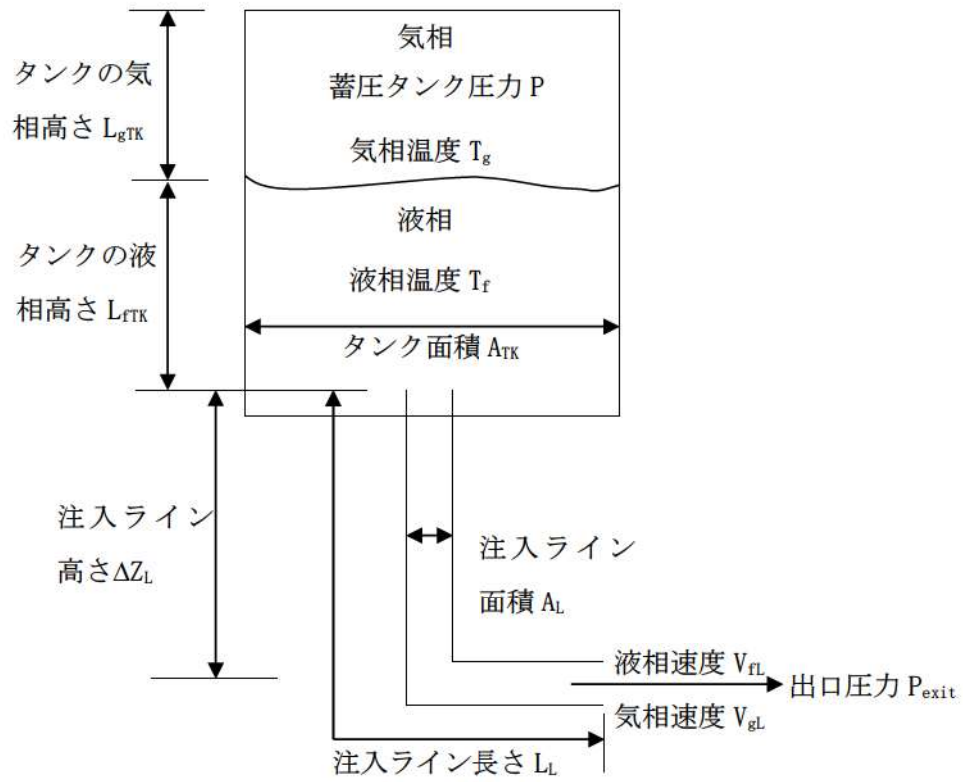 気相
タンクの気
相高さ LgTK
蓄圧タンク圧力 P
気相温度 Tg
タンクの液
相高さ LfTK
液相
液相温度 Tf
タンク面積 ATK
注入ライン
高さΔZL
注入ライン
面積 AL
液相速度 VfL
出口圧力 Pexit
気相速度 VgL
注入ライン長さ LL